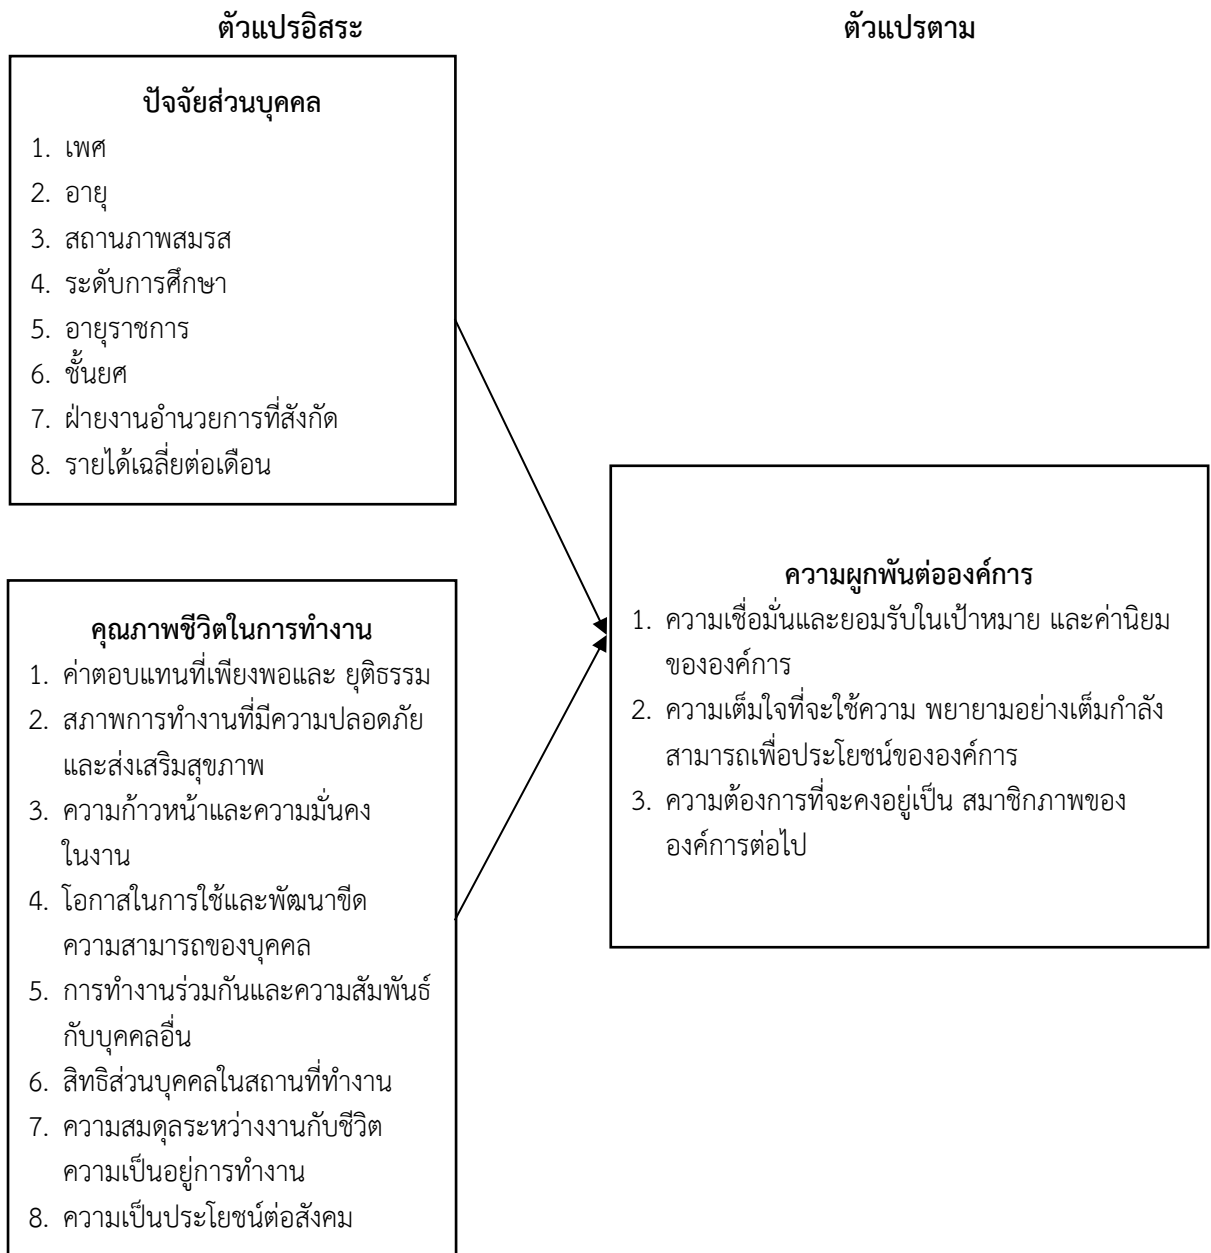 ตัวแปรอิสระ
ตัวแปรตาม
ปัจจัยส่วนบุคคล
1. เพศ
2. อายุ
3. สถานภาพสมรส
4. ระดับการศึกษา
5. อายุราชการ
6. ชั้นยศ
7. ฝ่ายงานอำนวยการที่สังกัด
8. รายได้เฉลี่ยต่อเดือน
คุณภาพชีวิตในการทำงาน
1. ค่าตอบแทนที่เพียงพอและ ยุติธรรม
2. สภาพการทำงานที่มีความปลอดภัย
และส่งเสริมสุขภาพ
3. ความก้าวหน้าและความมั่นคง
ในงาน
4. โอกาสในการใช้และพัฒนาขีด
ความสามารถของบุคคล
5. การทำงานร่วมกันและความสัมพันธ์
กับบุคคลอื่น
6. สิทธิส่วนบุคคลในสถานที่ทำงาน
7. ความสมดุลระหว่างงานกับชีวิต
ความเป็นอยู่การทำงาน
8. ความเป็นประโยชน์ต่อสังคม
ความผูกพันต่อองค์การ
1. ความเชื่อมั่นและยอมรับในเป้าหมาย และค่านิยม
ขององค์การ
2. ความเต็มใจที่จะใช้ความ พยายามอย่างเต็มกำลัง
สามารถเพื่อประโยชน์ขององค์การ
3. ความต้องการที่จะคงอยู่เป็น สมาชิกภาพของ
องค์การต่อไป